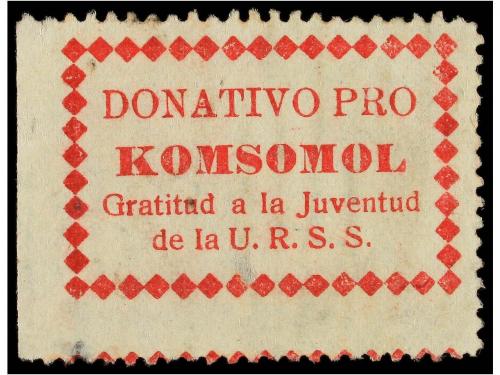 DONATIVO PRO
KOMSOMOL
Gratitud a la Juventud
de la U. R. S. S.